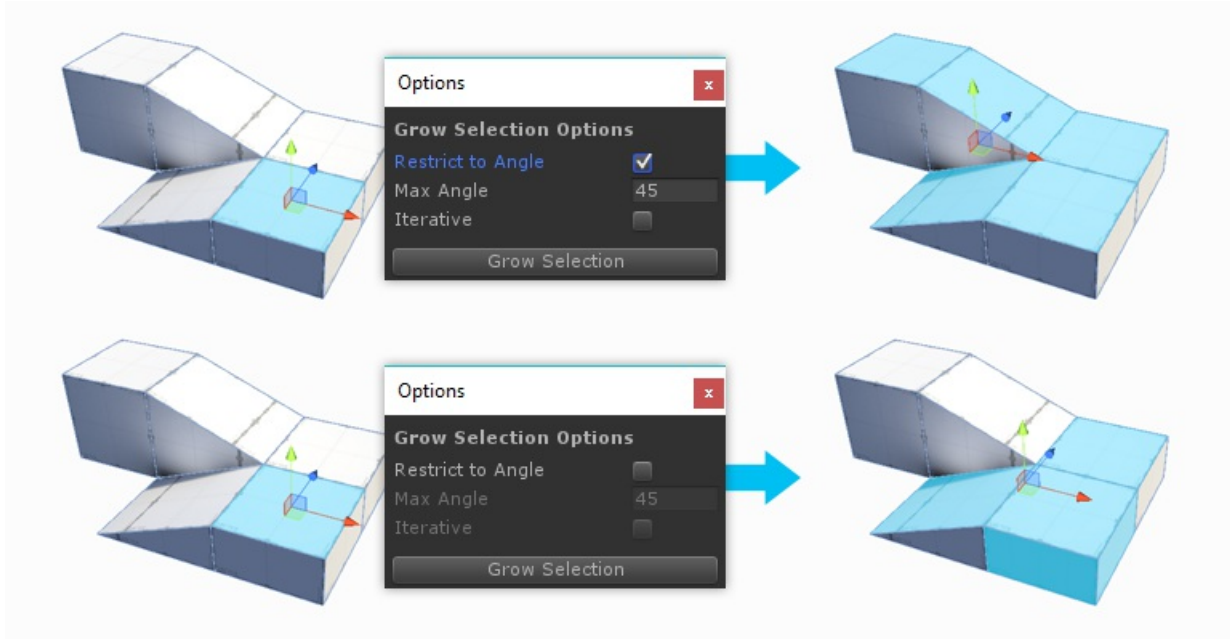 Options
x
Grow Selection Options
Restrict to Angle
Max Angle 45
Iterative
Grow Selection
Options
x
Grow Selection Options
Restrict to Angle
Max Angle 45
Iterative
Grow Selection